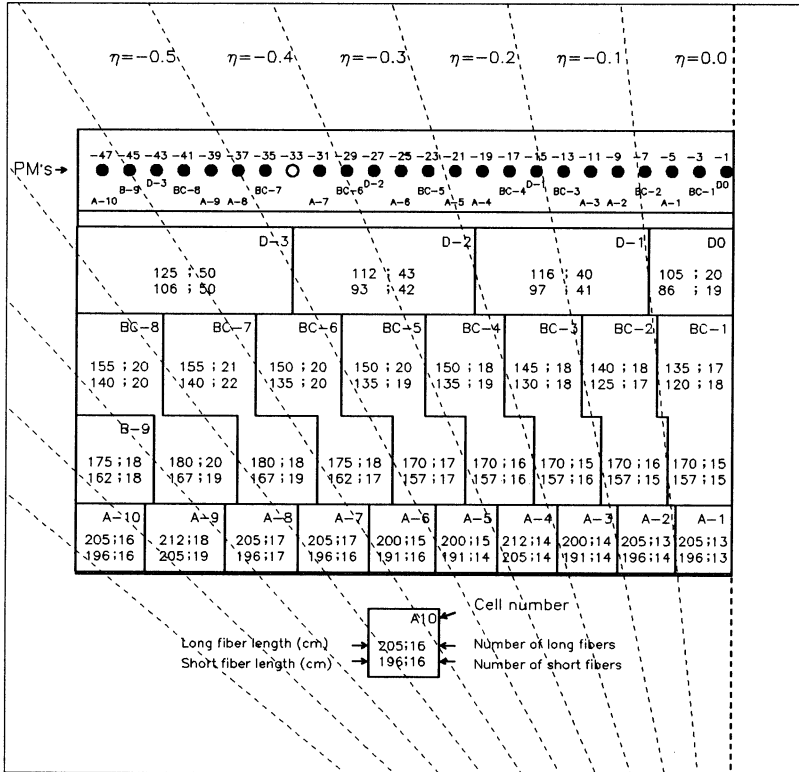 η=−0.5 η=−0.4 η=−0.3 η=−0.2 η=−0.1 η=0.0
−47 −45 −43 −41 −39 −37 −35 −33 −31 −29 −27 −25 −23 −21 −19 −17 −15 −13 −11 −9 −7 −5 −3 −1
PM's
D−3 D−2 D−1 D0
B−9 BC−8 BC−7 BC−6 BC−5 BC−4 BC−3 BC−2 BC−1
A−10 A−9 A−8 A−7 A−6 A−5 A−4 A−3 A−2 A−1
D−3 D−2 D−1 D0
125 ; 50 112 ; 43 116 ; 40 105 ; 20
106 ; 50 93 ; 42 97 ; 41 86 ; 19
BC−8 BC−7 BC−6 BC−5 BC−4 BC−3 BC−2 BC−1
155 ; 20 155 ; 21 150 ; 20 150 ; 20 150 ; 18 145 ; 18 140 ; 18 135 ; 17
140 ; 20 140 ; 22 135 ; 20 135 ; 19 135 ; 19 130 ; 18 125 ; 17 120 ; 18
B−9
175 ; 18 180 ; 20 180 ; 18 175 ; 18 170 ; 17 170 ; 16 170 ; 15 170 ; 16 170 ; 15
162 ; 18 167 ; 19 167 ; 19 162 ; 17 157 ; 17 157 ; 16 157 ; 16 157 ; 15 157 ; 15
A−10 A−9 A−8 A−7 A−6 A−5 A−4 A−3 A−2 A−1
205;16 212;18 205;17 205;17 200;15 200;15 212;14 200;14 205;13 205;13
196;16 205;19 196;17 196;16 191;16 191;14 205;14 191;14 196;14 196;13
A10 Cell number
Long fiber length (cm) 205;16 Number of long fibers
Short fiber length (cm) 196;16 Number of short fibers